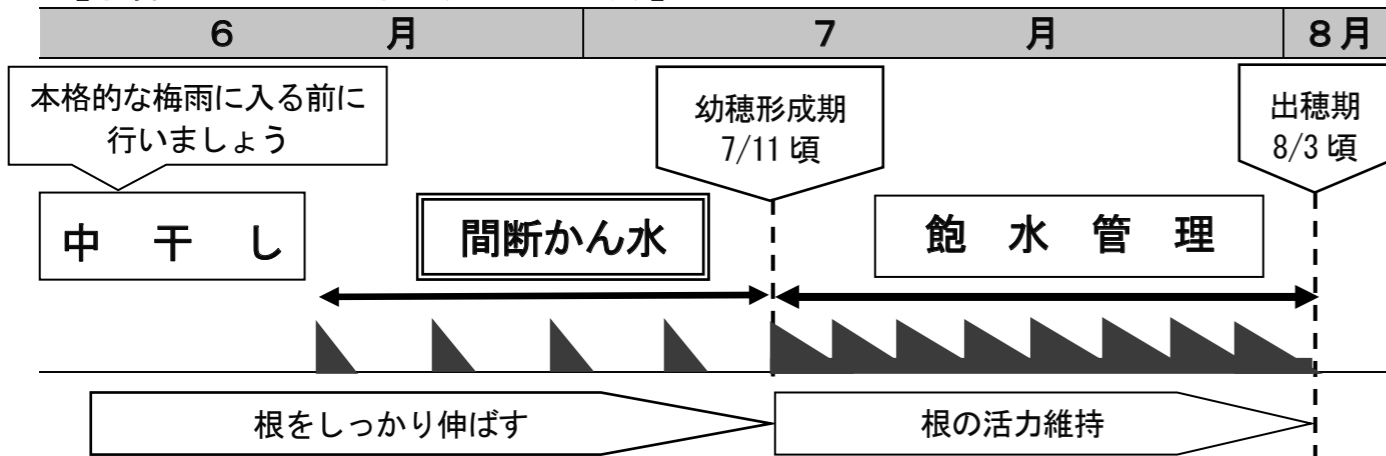 6 月 7 月 8月
本格的な梅雨に入る前に
行いましょう
幼穂形成期
7/11頃
出穂期
8/3頃
中干し
間断かん水
飽水管理
根をしっかり伸ばす
根の活力維持